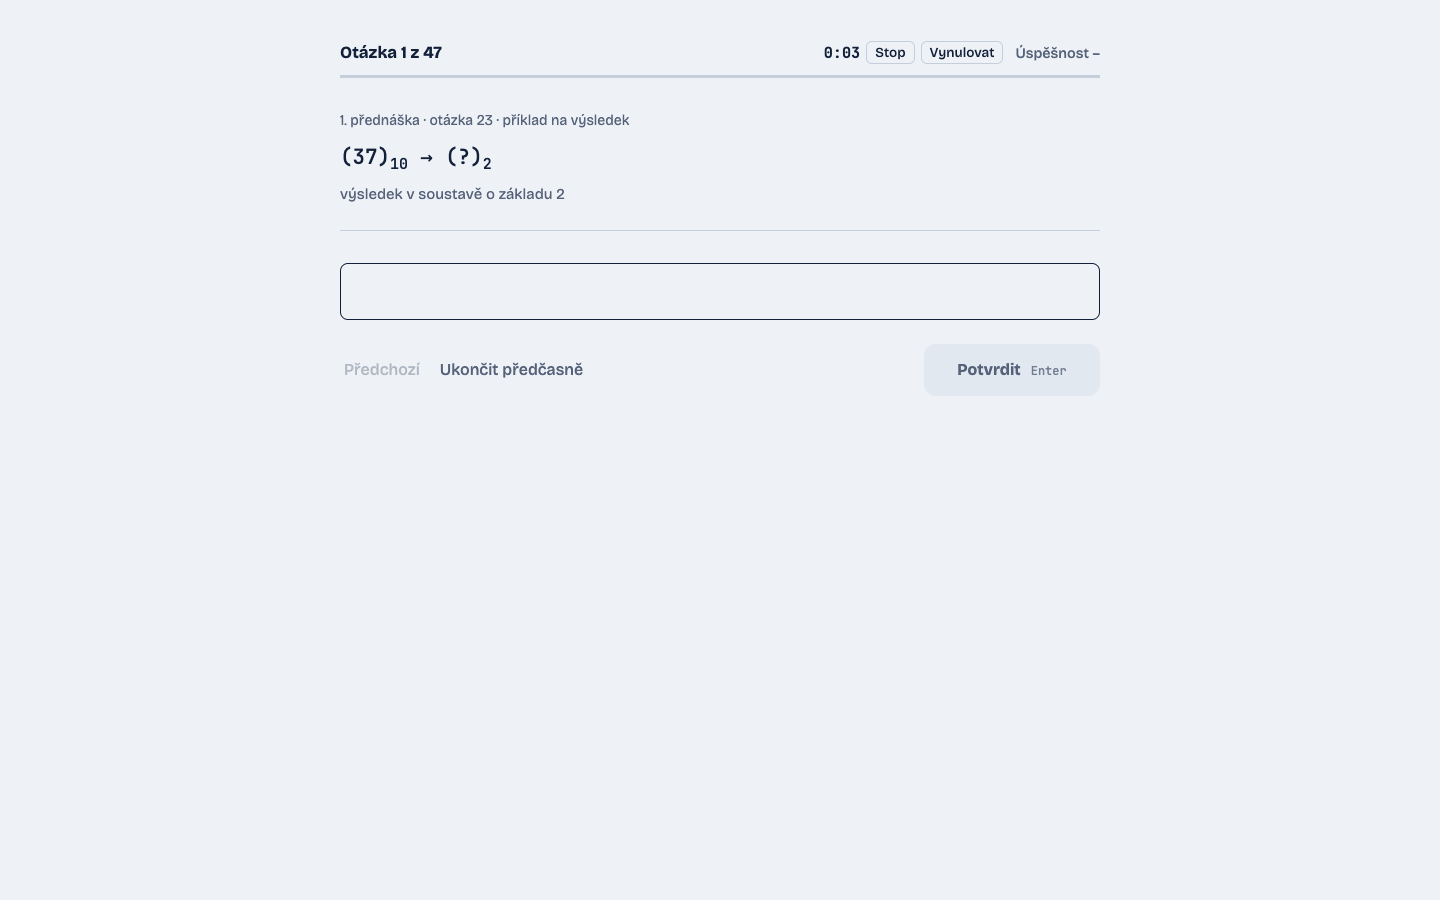 Otázka 1 z 47
0:03 Stop Vynulovat Úspěšnost –
1. přednáška · otázka 23 · příklad na výsledek
(37)₁₀ → (?)₂
výsledek v soustavě o základu 2
Předchozí Ukončit předčasně Potvrdit Enter